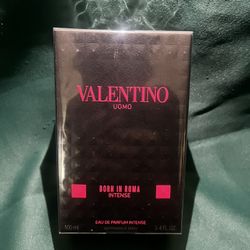 VALENTINO
UOMO
BORN IN ROMA
INTENSE
EAU DE PARFUM INTENSE
100 ml
3.4 FL.OZ